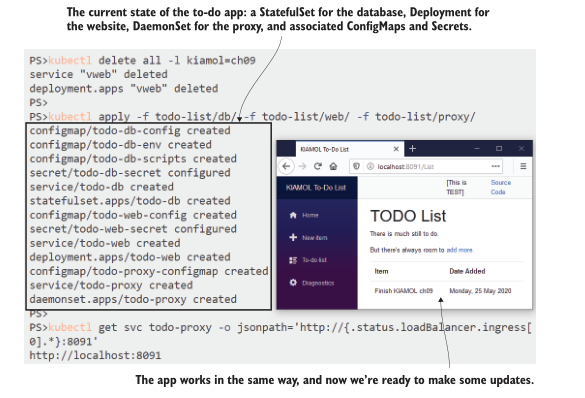 The current state of the to-do app: a StatefulSet for the database, Deployment for
the website, DaemonSet for the proxy, and associated ConfigMaps and Secrets.
PS>kubectl delete all -l kiamol=ch09
service "vweb" deleted
deployment.apps "vweb" deleted
PS>
PS>kubectl apply -f todo-list/db/ -f todo-list/web/ -f todo-list/proxy/
configmap/todo-db-config created
configmap/todo-db-env created
configmap/todo-db-scripts created
secret/todo-db-secret configured
service/todo-db created
statefulset.apps/todo-db created
configmap/todo-web-config created
secret/todo-web-secret configured
service/todo-web created
deployment.apps/todo-web created
configmap/todo-proxy-configmap created
service/todo-proxy created
daemonset.apps/todo-proxy created
PS>
PS>kubectl get svc todo-proxy -o jsonpath='http://{.status.loadBalancer.ingress[
0].*}:8091'
http://localhost:8091
KIAMOL To-Do List
localhost:8091/List
KIAMOL To-Do List
[This is
TEST]
Source
Code
Home
New item
To-do list
Diagnostics
TODO List
There is much still to do.
But there's always room to add more.
Item Date Added
Finish KIAMOL ch09 Monday, 25 May 2020
The app works in the same way, and now we're ready to make some updates.